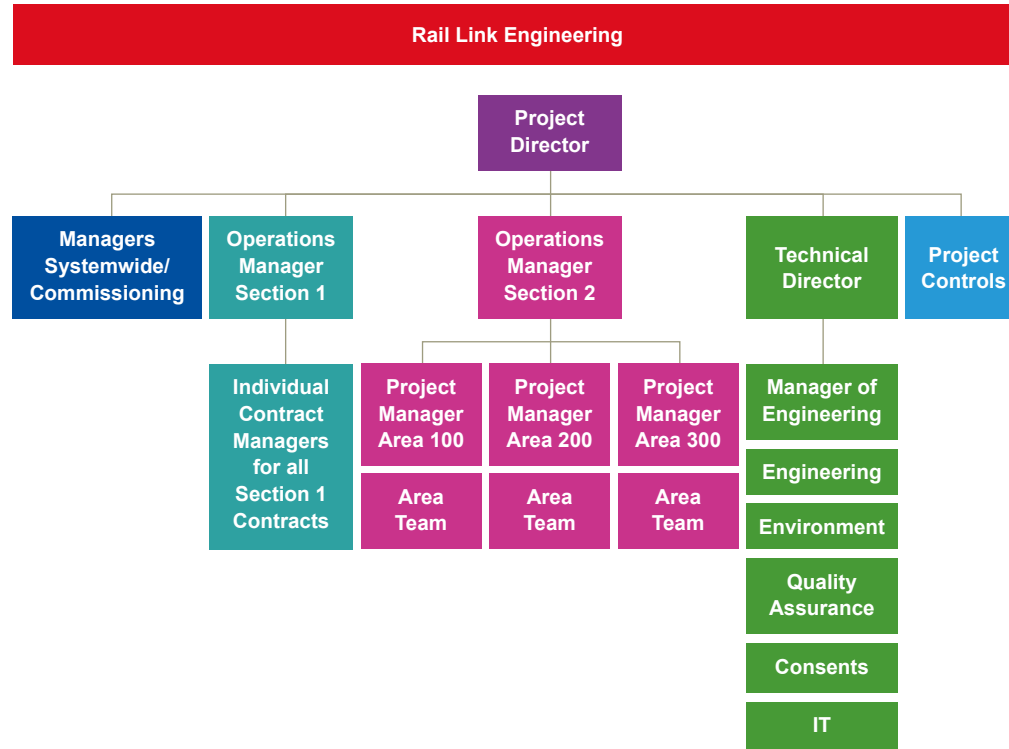 Rail Link Engineering
Project
Director
Managers
Systemwide/
Commissioning
Operations
Manager
Section 1
Operations
Manager
Section 2
Technical
Director
Project
Controls
Individual
Contract
Managers
for all
Section 1
Contracts
Project
Manager
Area 100
Project
Manager
Area 200
Project
Manager
Area 300
Manager of
Engineering
Area
Team
Area
Team
Area
Team
Engineering
Environment
Quality
Assurance
Consents
IT